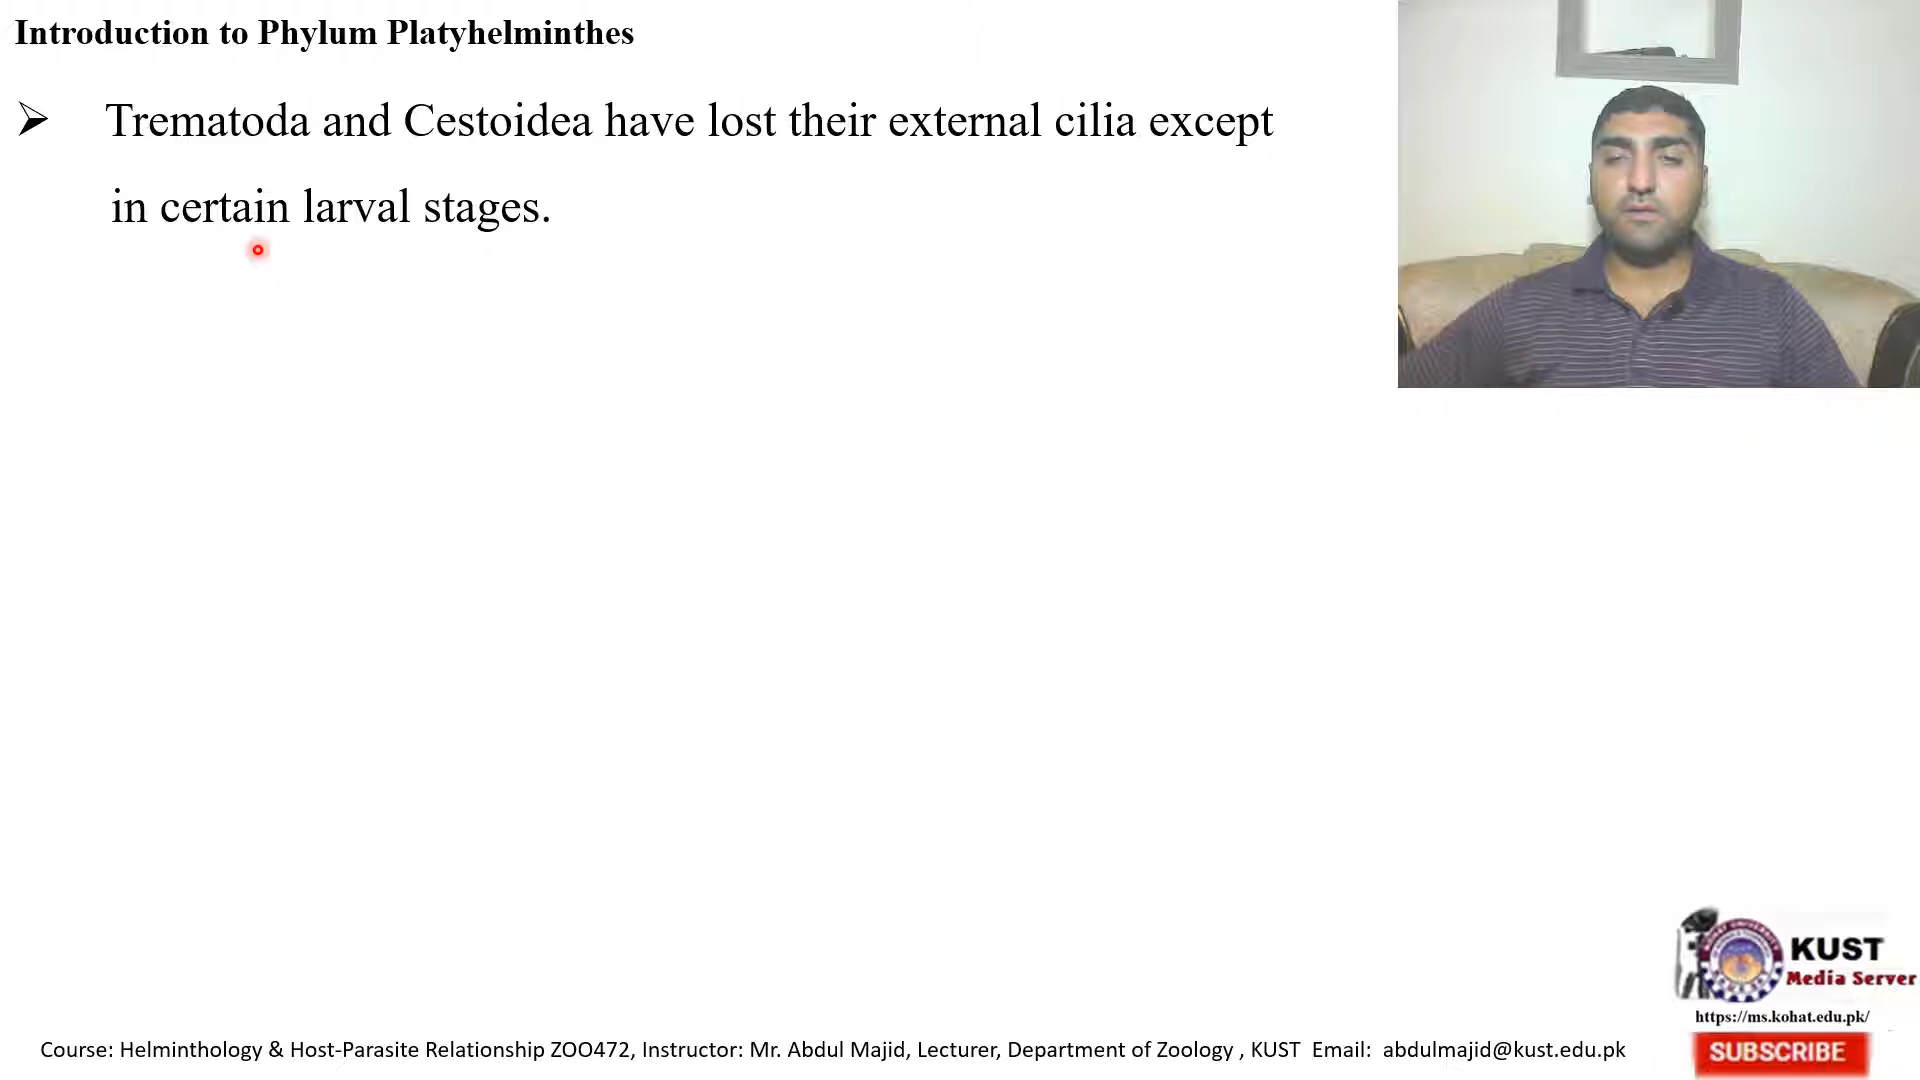 Introduction to Phylum Platyhelminthes
➢ Trematoda and Cestoidea have lost their external cilia except
in certain larval stages.
KUST
Media Server
https://ms.kohat.edu.pk/
SUBSCRIBE
Course: Helminthology & Host-Parasite Relationship ZOO472, Instructor: Mr. Abdul Majid, Lecturer, Department of Zoology , KUST Email: abdulmajid@kust.edu.pk